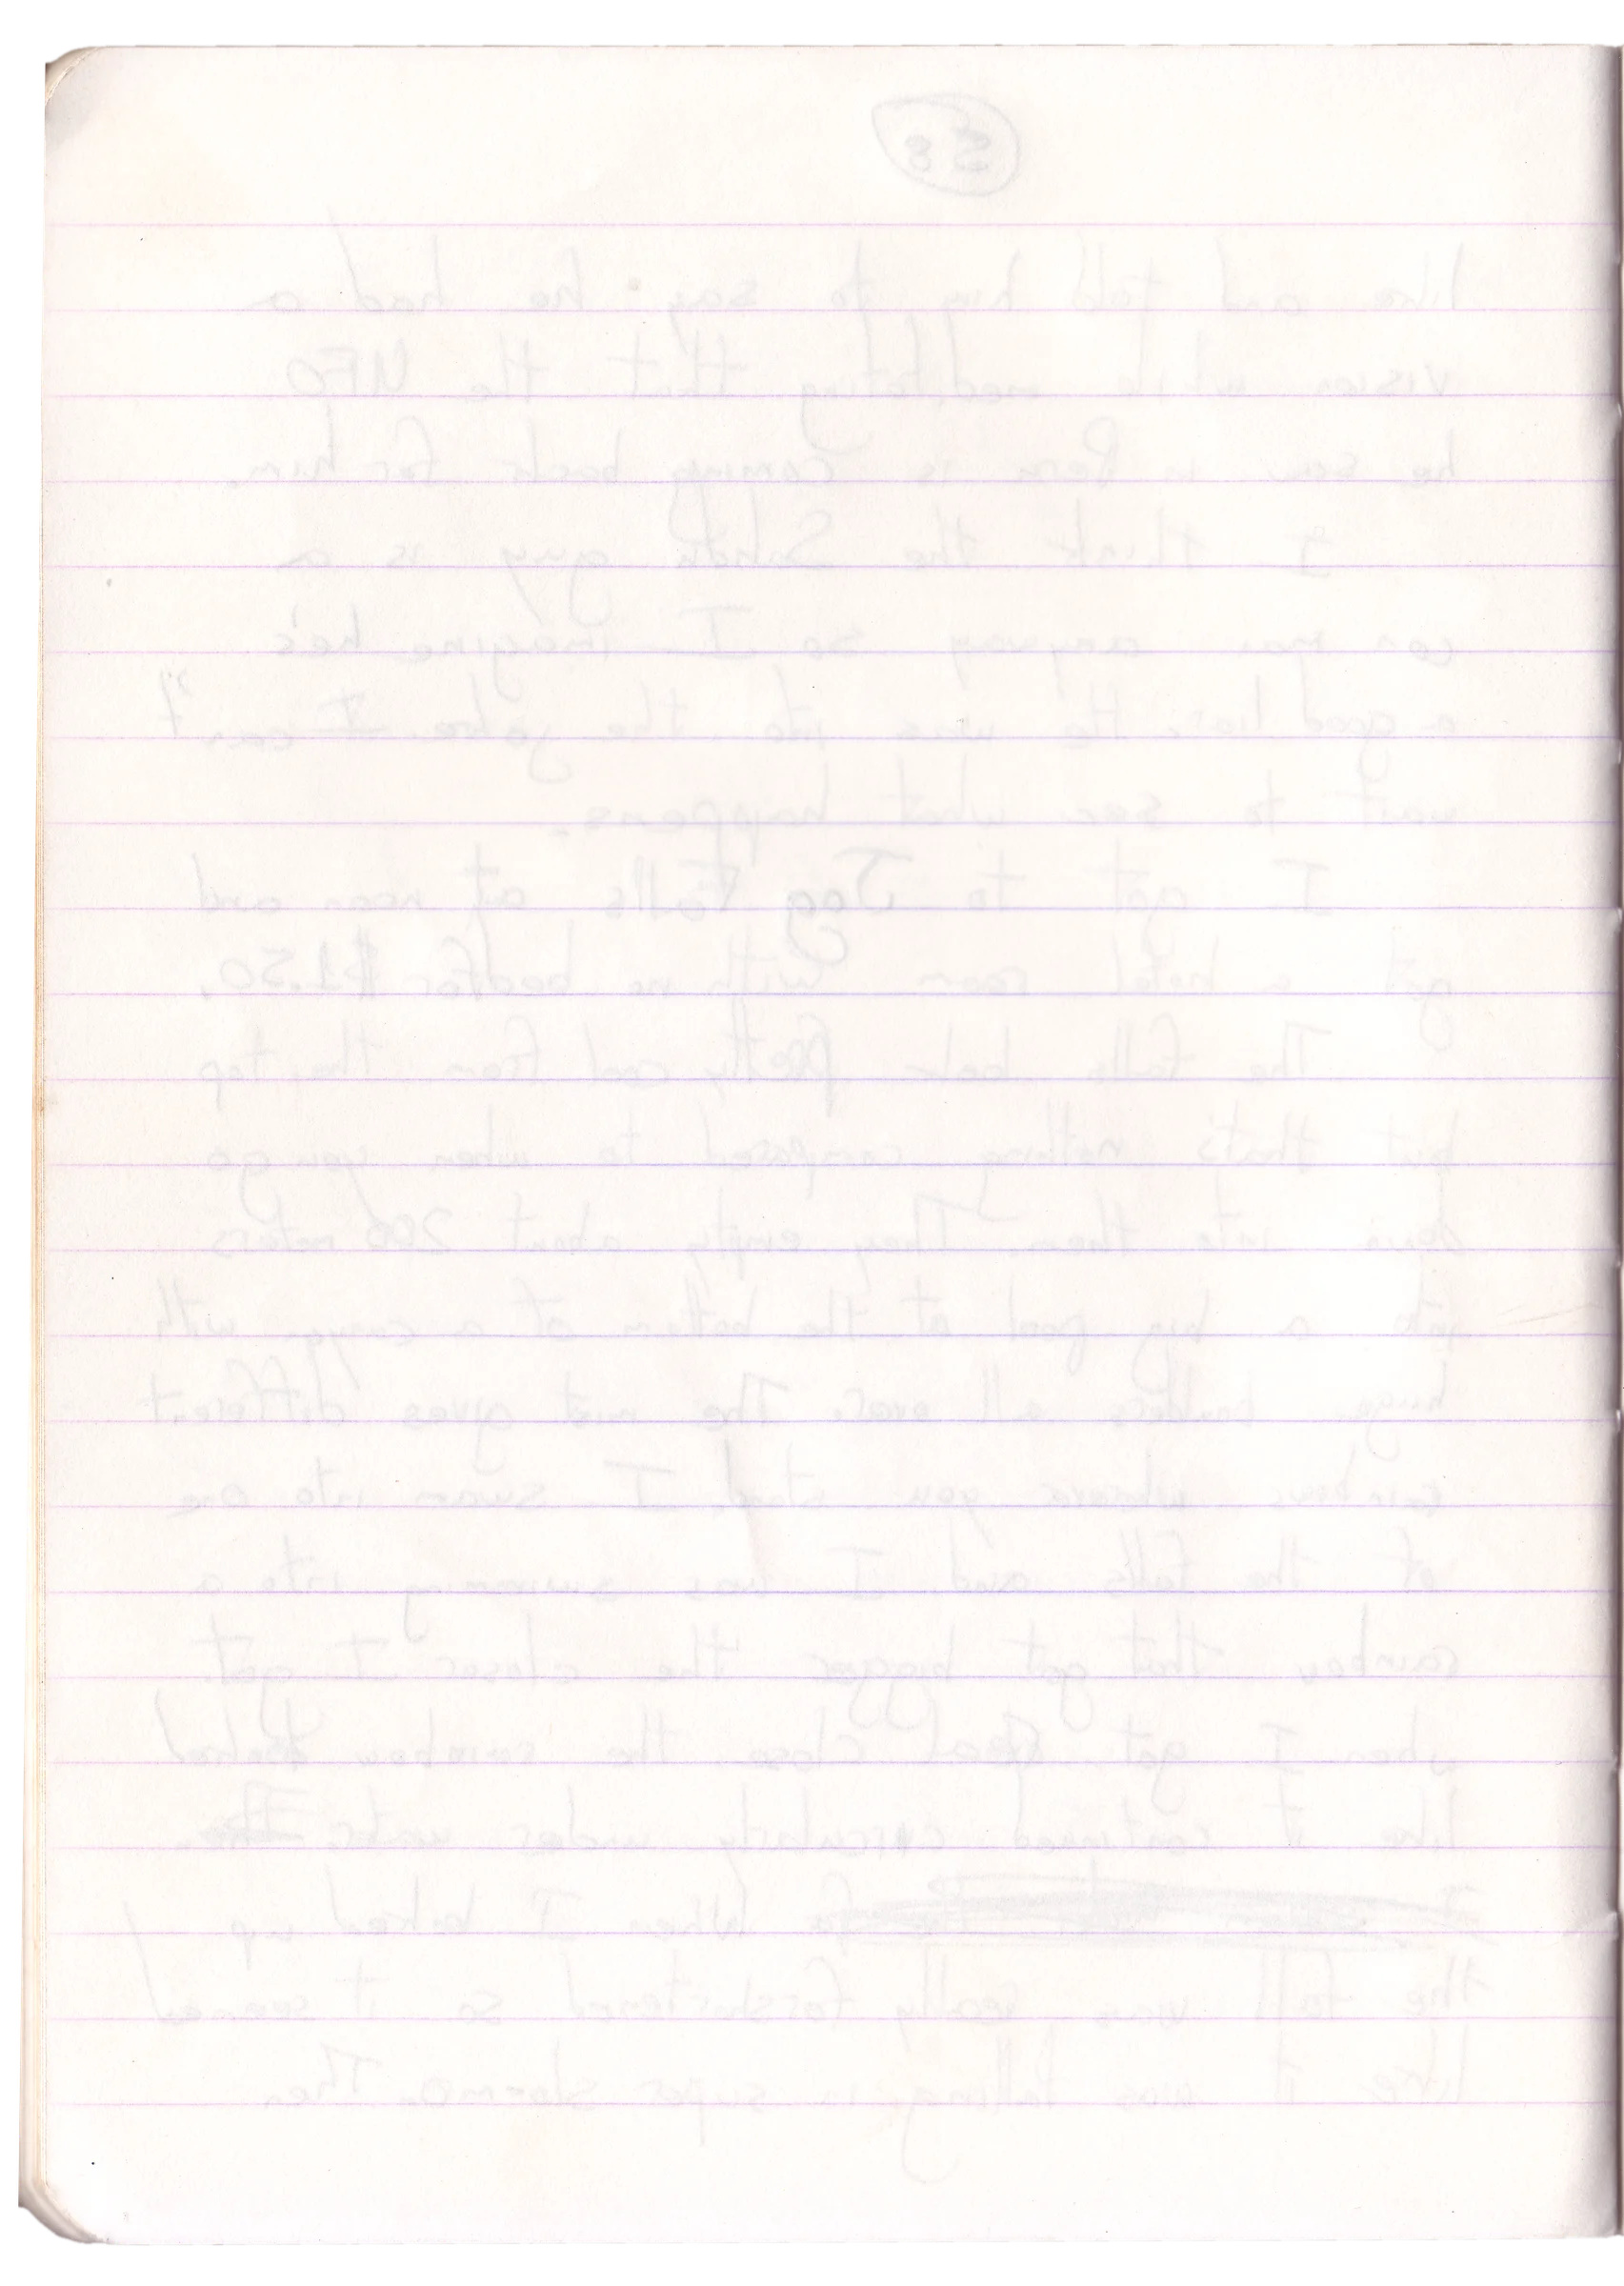 58
like and told him to say he had a
vision while meditating that the UFO
he saw in Peru is coming back for him.
I think the guy is a
con man anyway so I imagine he's
a good liar. He was into the joke. I can't
wait to see what happens.
I got to Jog Falls at noon and
got a hotel room with no bed for $1.50.
The falls look pretty cool from the top
but that's nothing compared to when you go
down into them. They empty about 200 meters
into a big pool at the bottom of a canyon with
huge boulders all over. The mist gives different
rainbows where you stand. I swam into one
of the falls and I was swimming into a
rainbow that got bigger the closer I got.
When I got real close the rainbow looked
like it continued circularly under water. The
When I looked up
the fall was really forshortened so it seemed
like it was falling in super slowmo. Then